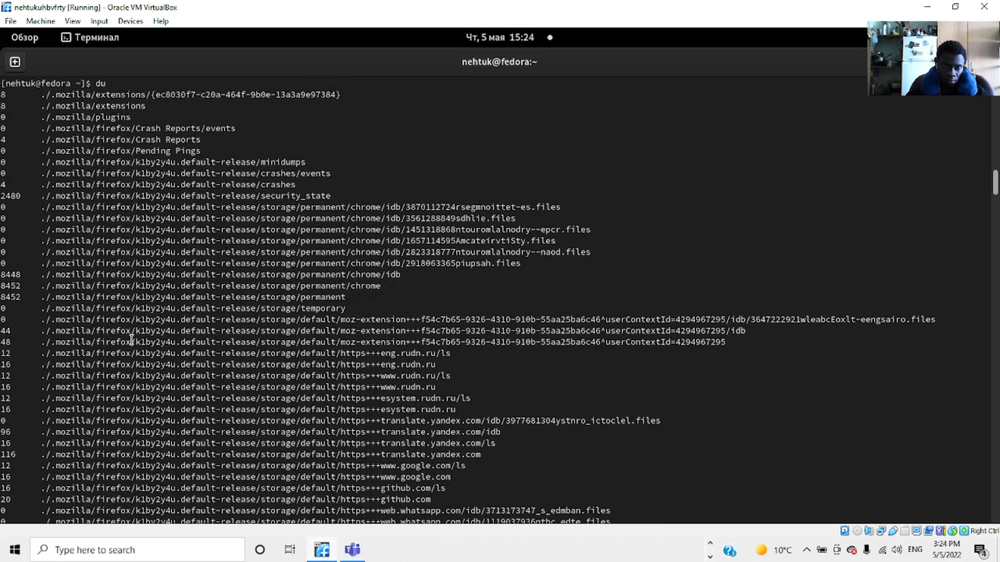 nehtukuhbvfrty [Running] - Oracle VM VirtualBox
File Machine View Input Devices Help
Обзор Терминал Чт, 5 мая 15:24
nehtuk@fedora:~
[nehtuk@fedora ~]$ du
8 ./.mozilla/extensions/{ec8030f7-c20a-464f-9b0e-13a3a9e97384}
8 ./.mozilla/extensions
0 ./.mozilla/plugins
0 ./.mozilla/firefox/Crash Reports/events
4 ./.mozilla/firefox/Crash Reports
0 ./.mozilla/firefox/Pending Pings
0 ./.mozilla/firefox/k1by2y4u.default-release/minidumps
0 ./.mozilla/firefox/k1by2y4u.default-release/crashes/events
4 ./.mozilla/firefox/k1by2y4u.default-release/crashes
2480 ./.mozilla/firefox/k1by2y4u.default-release/security_state
0 ./.mozilla/firefox/k1by2y4u.default-release/storage/permanent/chrome/idb/3870112724rsegmnoittet-es.files
0 ./.mozilla/firefox/k1by2y4u.default-release/storage/permanent/chrome/idb/3561288849sdhlie.files
0 ./.mozilla/firefox/k1by2y4u.default-release/storage/permanent/chrome/idb/1451318868ntouromlalnodry--epcr.files
0 ./.mozilla/firefox/k1by2y4u.default-release/storage/permanent/chrome/idb/1657114595AmcateirvtiSty.files
0 ./.mozilla/firefox/k1by2y4u.default-release/storage/permanent/chrome/idb/2823318777ntouromlalnodry--naod.files
0 ./.mozilla/firefox/k1by2y4u.default-release/storage/permanent/chrome/idb/2918063365piupsah.files
8448 ./.mozilla/firefox/k1by2y4u.default-release/storage/permanent/chrome/idb
8452 ./.mozilla/firefox/k1by2y4u.default-release/storage/permanent/chrome
8452 ./.mozilla/firefox/k1by2y4u.default-release/storage/permanent
0 ./.mozilla/firefox/k1by2y4u.default-release/storage/temporary
0 ./.mozilla/firefox/k1by2y4u.default-release/storage/default/moz-extension+++f54c7b65-9326-4310-910b-55aa25ba6c46^userContextId=4294967295/idb/3647222921wleabcEoxlt-eengsairo.files
44 ./.mozilla/firefox/k1by2y4u.default-release/storage/default/moz-extension+++f54c7b65-9326-4310-910b-55aa25ba6c46^userContextId=4294967295/idb
48 ./.mozilla/firefox/k1by2y4u.default-release/storage/default/moz-extension+++f54c7b65-9326-4310-910b-55aa25ba6c46^userContextId=4294967295
12 ./.mozilla/firefox/k1by2y4u.default-release/storage/default/https+++eng.rudn.ru/ls
16 ./.mozilla/firefox/k1by2y4u.default-release/storage/default/https+++eng.rudn.ru
12 ./.mozilla/firefox/k1by2y4u.default-release/storage/default/https+++www.rudn.ru/ls
16 ./.mozilla/firefox/k1by2y4u.default-release/storage/default/https+++www.rudn.ru
12 ./.mozilla/firefox/k1by2y4u.default-release/storage/default/https+++esystem.rudn.ru/ls
16 ./.mozilla/firefox/k1by2y4u.default-release/storage/default/https+++esystem.rudn.ru
0 ./.mozilla/firefox/k1by2y4u.default-release/storage/default/https+++translate.yandex.com/idb/3977681304ystnro_ictoclel.files
96 ./.mozilla/firefox/k1by2y4u.default-release/storage/default/https+++translate.yandex.com/idb
16 ./.mozilla/firefox/k1by2y4u.default-release/storage/default/https+++translate.yandex.com/ls
116 ./.mozilla/firefox/k1by2y4u.default-release/storage/default/https+++translate.yandex.com
12 ./.mozilla/firefox/k1by2y4u.default-release/storage/default/https+++www.google.com/ls
16 ./.mozilla/firefox/k1by2y4u.default-release/storage/default/https+++www.google.com
16 ./.mozilla/firefox/k1by2y4u.default-release/storage/default/https+++github.com/ls
20 ./.mozilla/firefox/k1by2y4u.default-release/storage/default/https+++github.com
0 ./.mozilla/firefox/k1by2y4u.default-release/storage/default/https+++web.whatsapp.com/idb/3713173747_s_edmban.files
0 ./.mozilla/firefox/k1by2y4u.default-release/storage/default/https+++web.whatsapp.com/idb/1119037936pthc_edte.files
Right Ctrl
Type here to search
10°C ENG 3:24 PM
5/5/2022
4